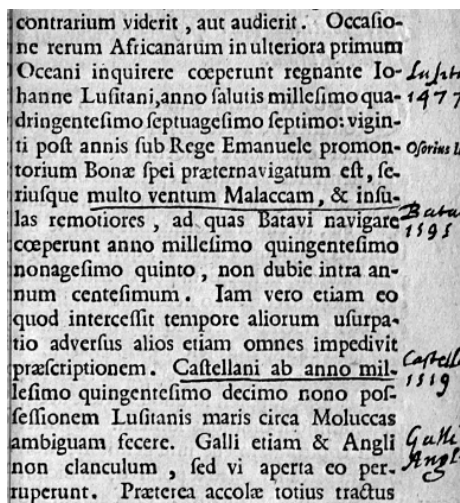 contrarium viderit, aut audierit. Occasio-
ne rerum Africanarum in ulteriora primum
Oceani inquirere cœperunt regnante Io-
hanne Lusitani, anno salutis millesimo qua-
dringentesimo septuagesimo septimo: vigin-
ti post annis sub Rege Emanuele promon-
torium Bonæ spei præternavigatum est, se-
riusque multo ventum Malaccam, & insu-
las remotiores, ad quas Batavi navigare
cœperunt anno millesimo quingentesimo
nonagesimo quinto, non dubie intra an-
num centesimum. Iam vero etiam eo
quod intercessit tempore aliorum usurpa-
tio adversus alios etiam omnes impedivit
præscriptionem. Castellani ab anno mil-
lesimo quingentesimo decimo nono pos-
sessionem Lusitanis maris circa Moluccas
ambiguam fecere. Galli etiam & Angli
non clanculum, sed vi aperta eo per-
ruperunt. Præterea accolæ totius tractus
1477
Osorius
1595
1519
Galli
Angl